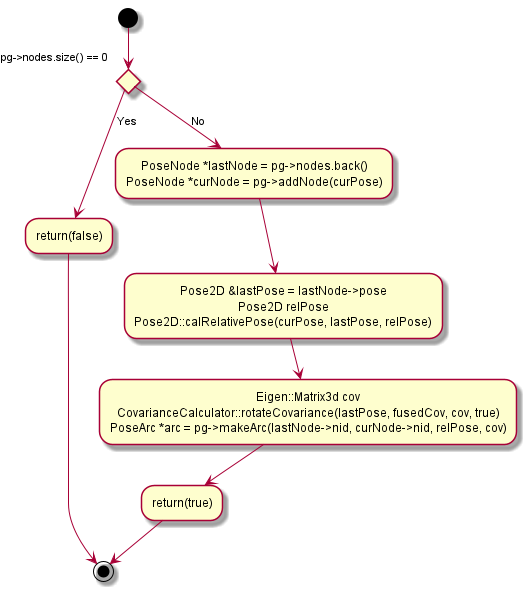 pg->nodes.size() == 0
Yes
No
PoseNode *lastNode = pg->nodes.back()
PoseNode *curNode = pg->addNode(curPose)
return(false)
Pose2D &lastPose = lastNode->pose
Pose2D relPose
Pose2D::calRelativePose(curPose, lastPose, relPose)
Eigen::Matrix3d cov
CovarianceCalculator::rotateCovariance(lastPose, fusedCov, cov, true)
PoseArc *arc = pg->makeArc(lastNode->nid, curNode->nid, relPose, cov)
return(true)